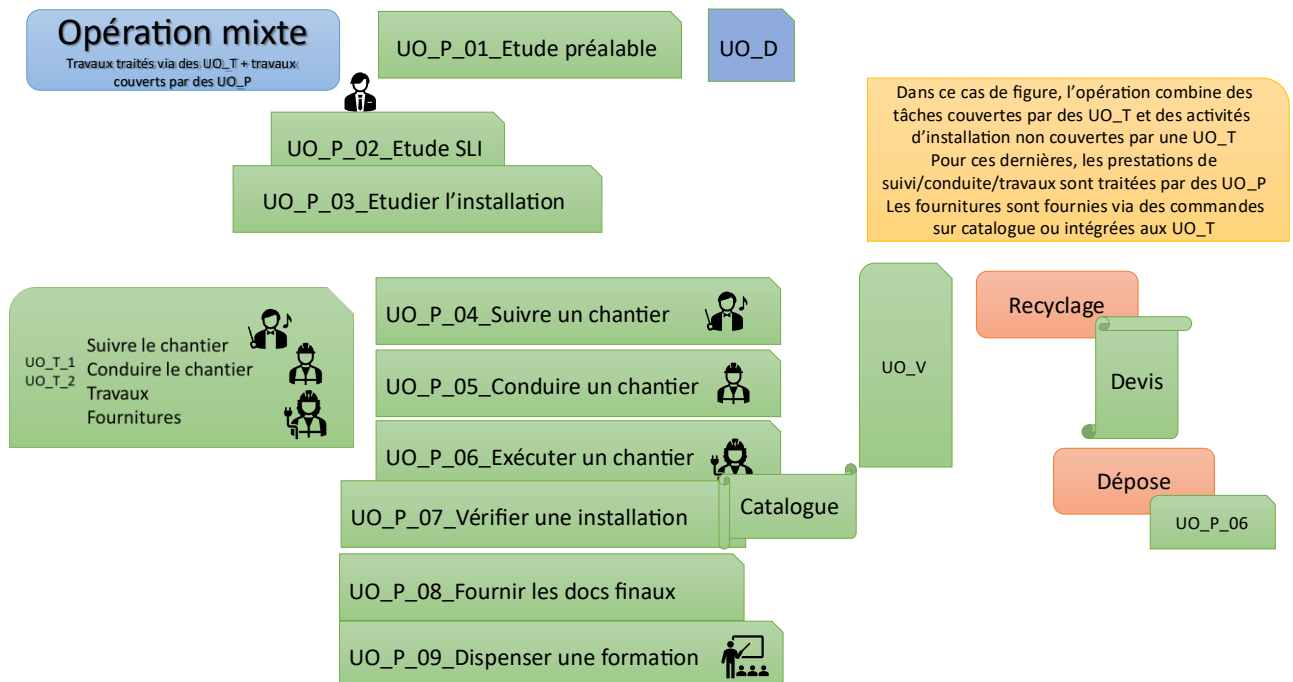 Opération mixte
Travaux traités via des UO_T + travaux
couverts par des UO_P
UO_P_01_Etude préalable
UO_D
Dans ce cas de figure, l'opération combine des
tâches couvertes par des UO_T et des activités
d'installation non couvertes par une UO_T
Pour ces dernières, les prestations de
suivi/conduite/travaux sont traitées par des UO_P
Les fournitures sont fournies via des commandes
sur catalogue ou intégrées aux UO_T
UO_P_02_Etude SLI
UO_P_03_Etudier l'installation
UO_T_1
UO_T_2
Suivre le chantier
Conduire le chantier
Travaux
Fournitures
UO_P_04_Suivre un chantier
UO_P_05_Conduire un chantier
UO_P_06_Exécuter un chantier
UO_P_07_Vérifier une installation
Catalogue
UO_P_08_Fournir les docs finaux
UO_P_09_Dispenser une formation
UO_V
Recyclage
Devis
Dépose
UO_P_06